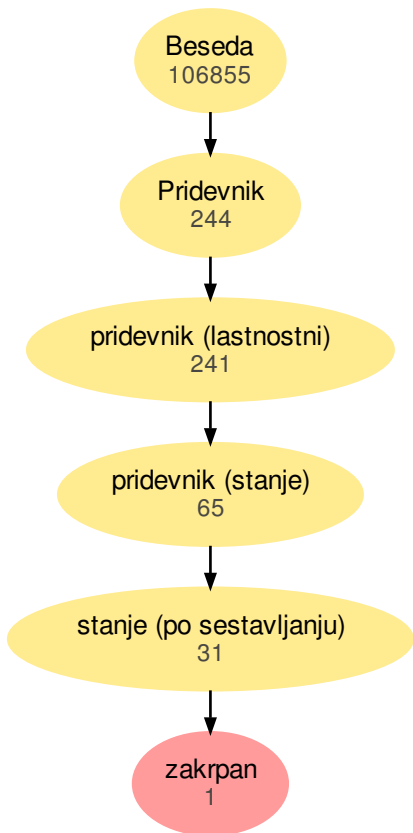 Beseda
106855
Pridevnik
244
pridevnik (lastnostni)
241
pridevnik (stanje)
65
stanje (po sestavljanju)
31
zakrpan
1